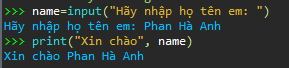 >>> name=input("Hãy nhập họ tên em: ")
Hãy nhập họ tên em: Phan Hà Anh
>>> print("Xin chào", name)
Xin chào Phan Hà Anh